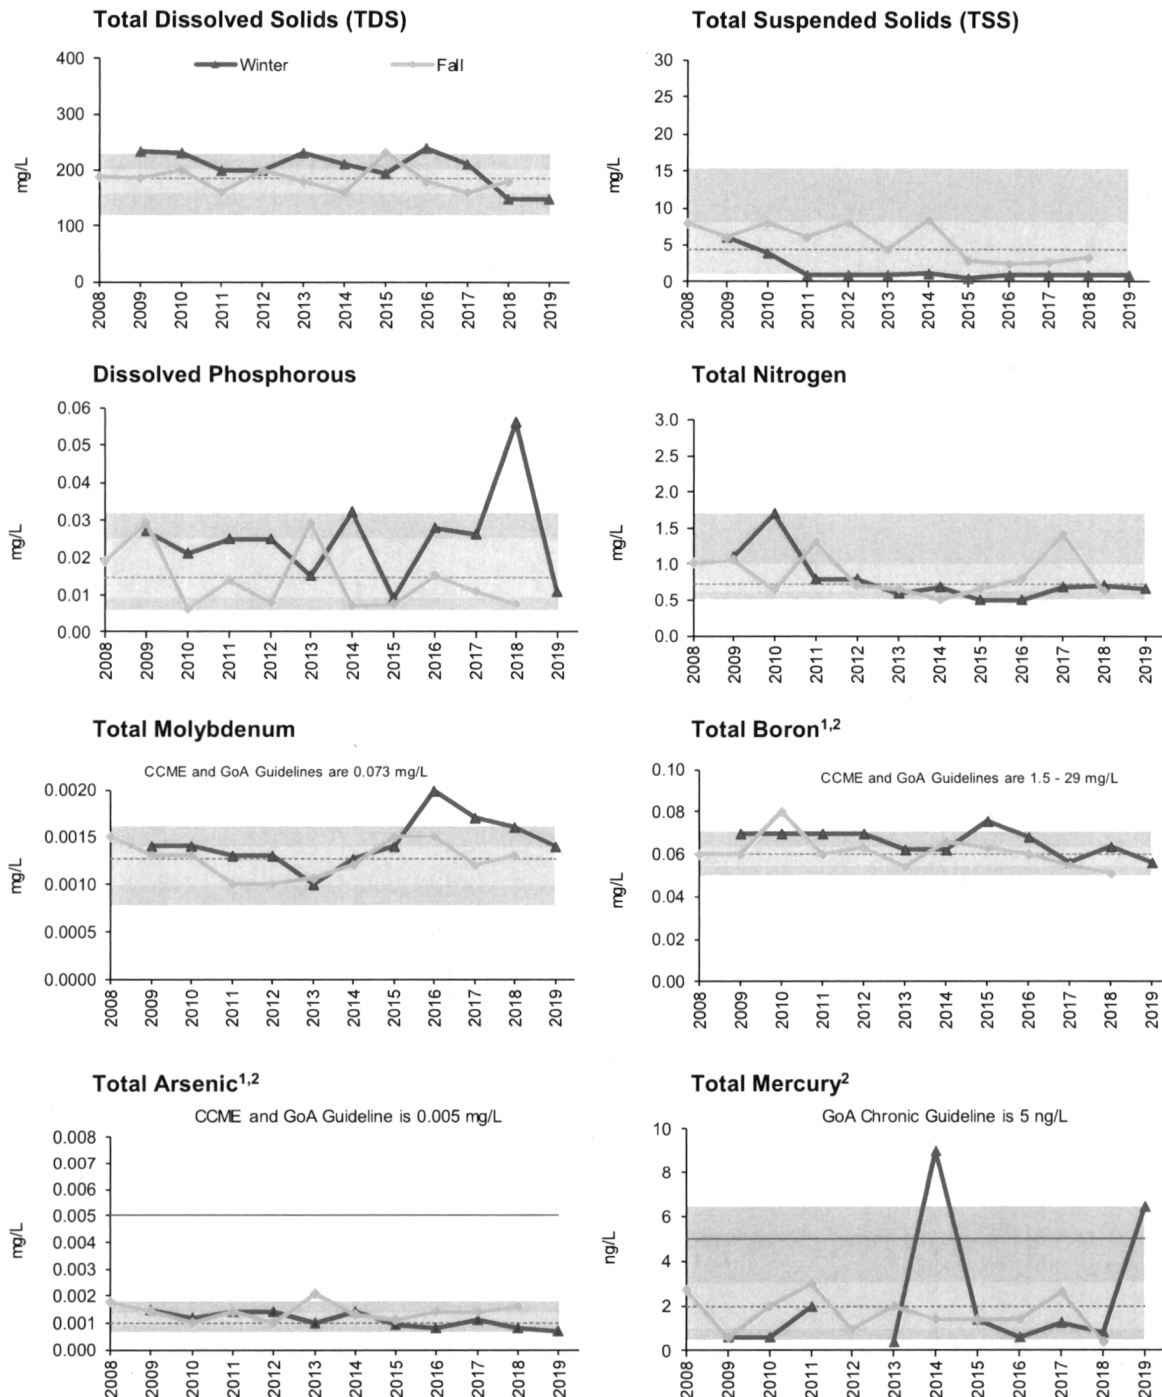 Total Dissolved Solids (TDS)
400
300
200
100
0
mg/L
Winter
Fall
2008 2009 2010 2011 2012 2013 2014 2015 2016 2017 2018 2019
Total Suspended Solids (TSS)
30
25
20
15
10
5
0
mg/L
2008 2009 2010 2011 2012 2013 2014 2015 2016 2017 2018 2019
Dissolved Phosphorous
0.06
0.05
0.04
0.03
0.02
0.01
0.00
mg/L
2008 2009 2010 2011 2012 2013 2014 2015 2016 2017 2018 2019
Total Nitrogen
3.0
2.5
2.0
1.5
1.0
0.5
0.0
mg/L
2008 2009 2010 2011 2012 2013 2014 2015 2016 2017 2018 2019
Total Molybdenum
CCME and GoA Guidelines are 0.073 mg/L
0.0020
0.0015
0.0010
0.0005
0.0000
mg/L
2008 2009 2010 2011 2012 2013 2014 2015 2016 2017 2018 2019
Total Boron1,2
CCME and GoA Guidelines are 1.5 - 29 mg/L
0.10
0.08
0.06
0.04
0.02
0.00
mg/L
2008 2009 2010 2011 2012 2013 2014 2015 2016 2017 2018 2019
Total Arsenic1,2
CCME and GoA Guideline is 0.005 mg/L
0.008
0.007
0.006
0.005
0.004
0.003
0.002
0.001
0.000
mg/L
2008 2009 2010 2011 2012 2013 2014 2015 2016 2017 2018 2019
Total Mercury2
GoA Chronic Guideline is 5 ng/L
10
8
6
4
2
0
ng/L
2008 2009 2010 2011 2012 2013 2014 2015 2016 2017 2018 2019